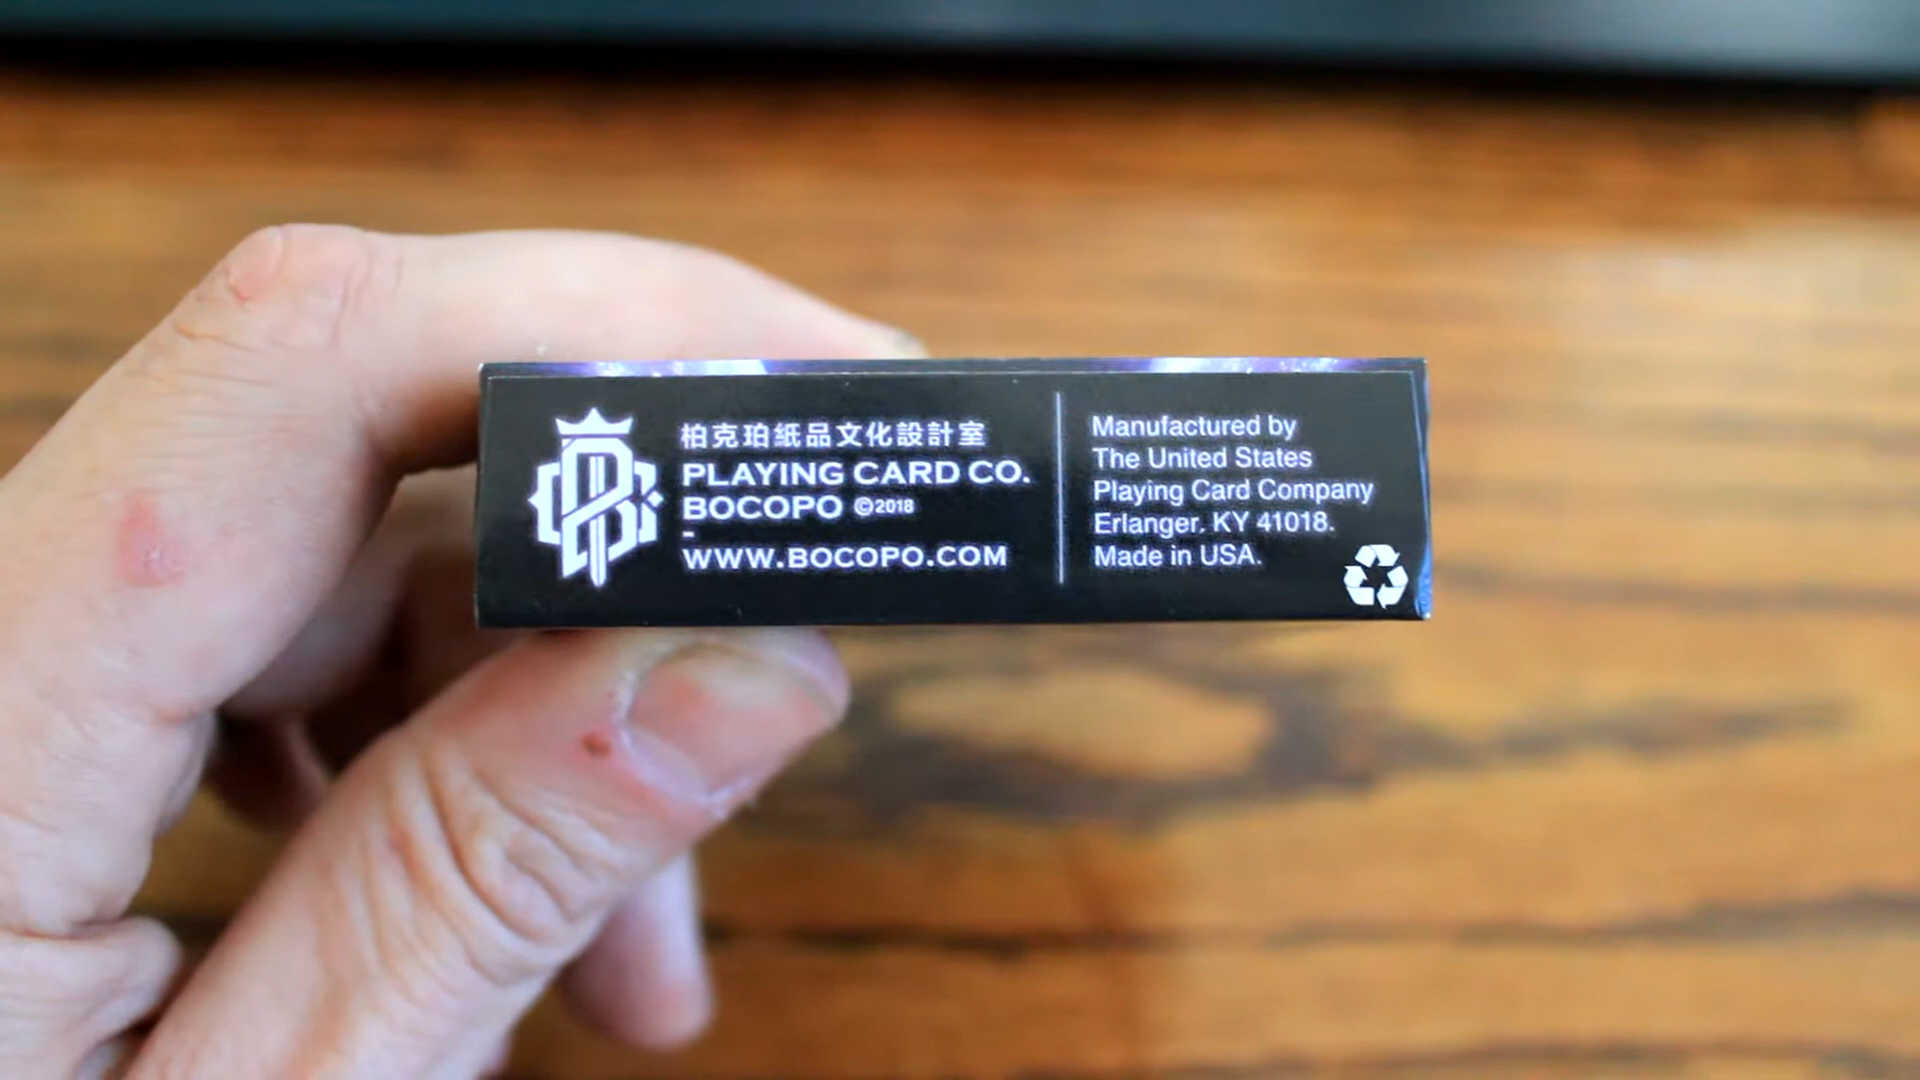 柏克珀紙品文化設計室
PLAYING CARD CO.
BOCOPO ©2018
-
WWW.BOCOPO.COM
Manufactured by
The United States
Playing Card Company
Erlanger. KY 41018.
Made in USA.